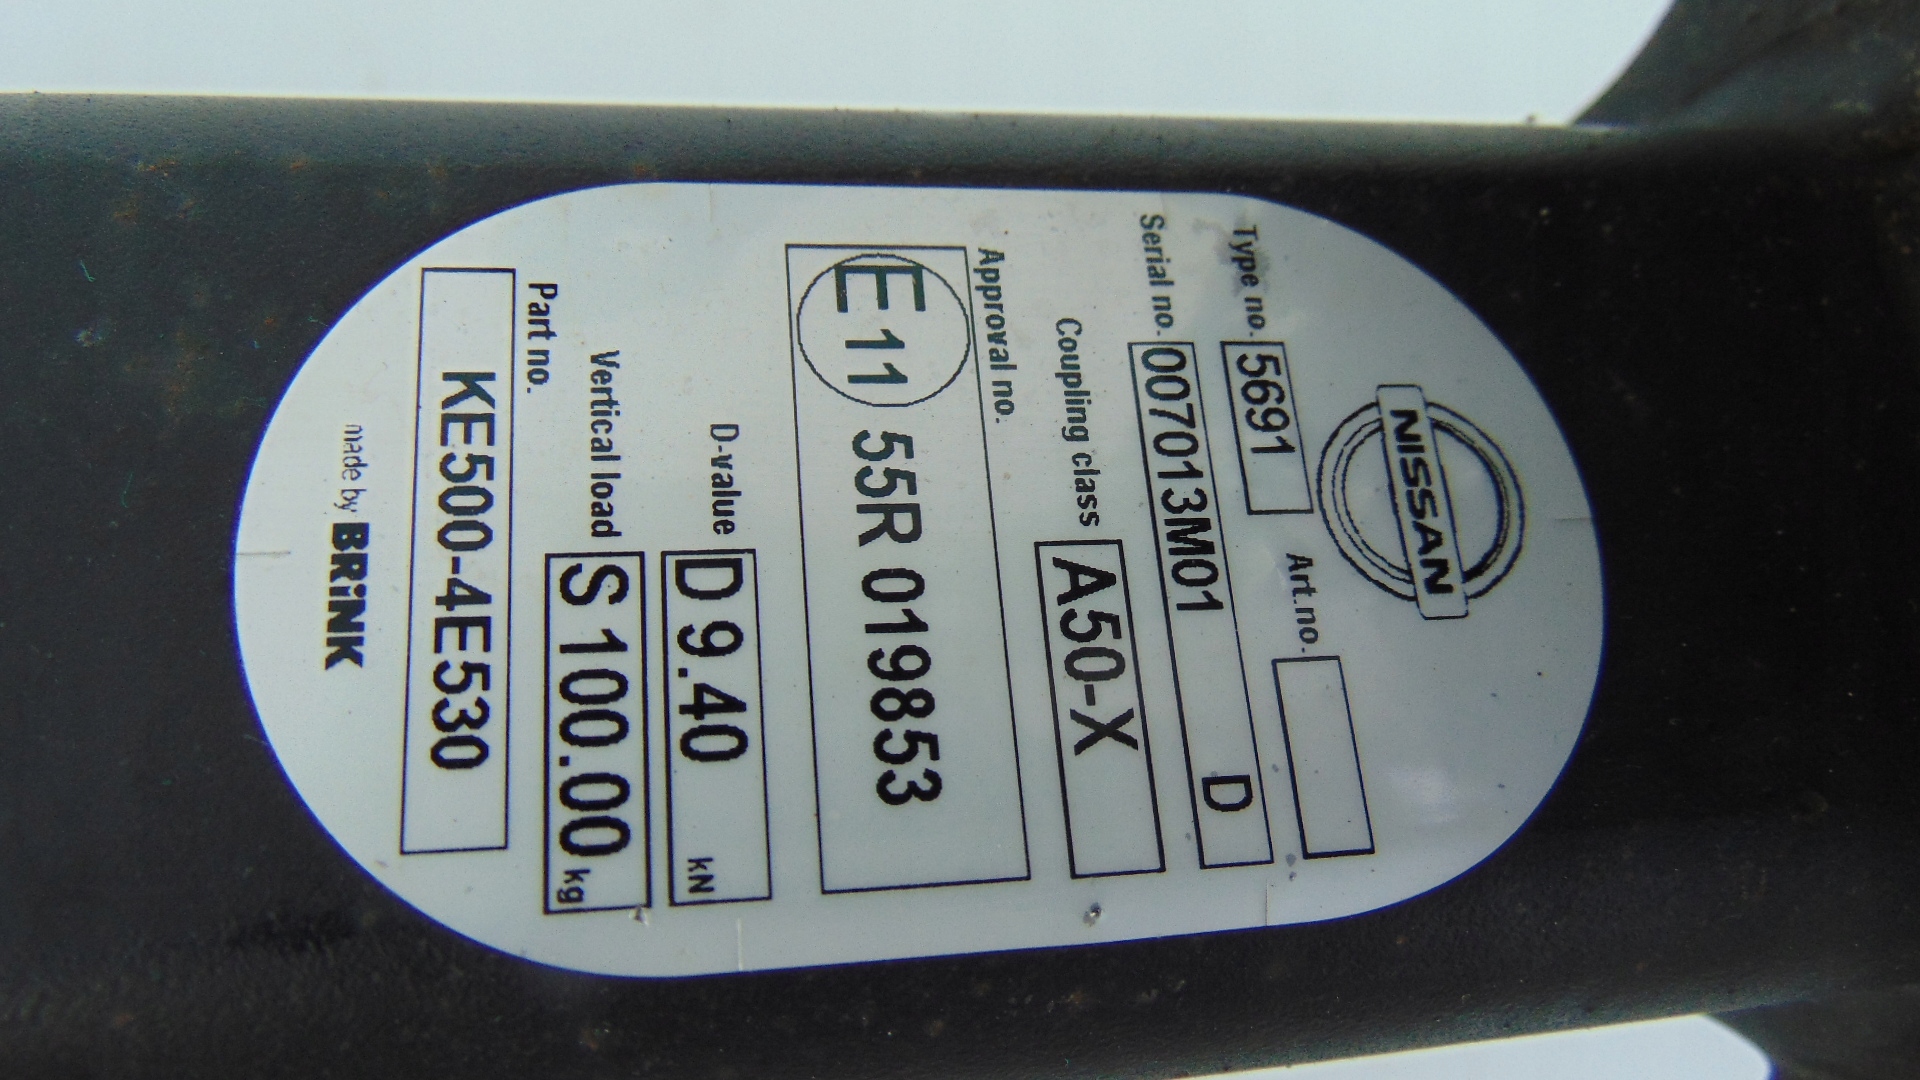 NISSAN
Type no. 5691 Art.no.
Serial no. 007013M01 D
Coupling class A50-X
Approval no.
E11 55R 019853
D-value D 9.40 kN
Vertical load S 100.00 kg
Part no.
KE500-4E530
made by BRiNK